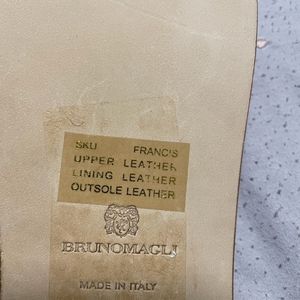 SKU FRANCIS
UPPER LEATHER
LINING LEATHER
OUTSOLE LEATHER
BRUNOMAGLI
MADE IN ITALY